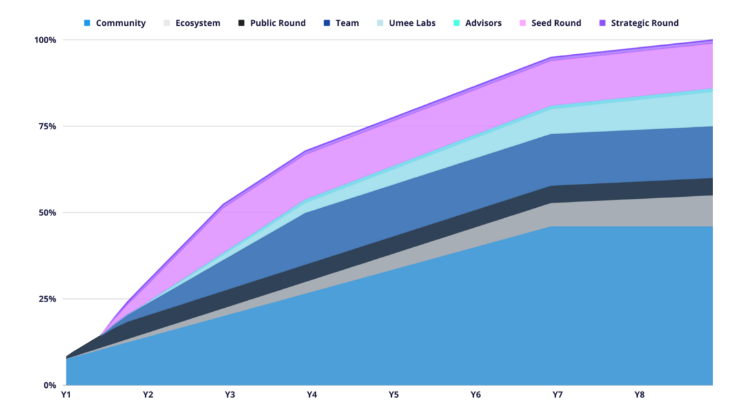 Community Ecosystem Public Round Team Umee Labs Advisors Seed Round Strategic Round
100%
75%
50%
25%
0%
Y1 Y2 Y3 Y4 Y5 Y6 Y7 Y8